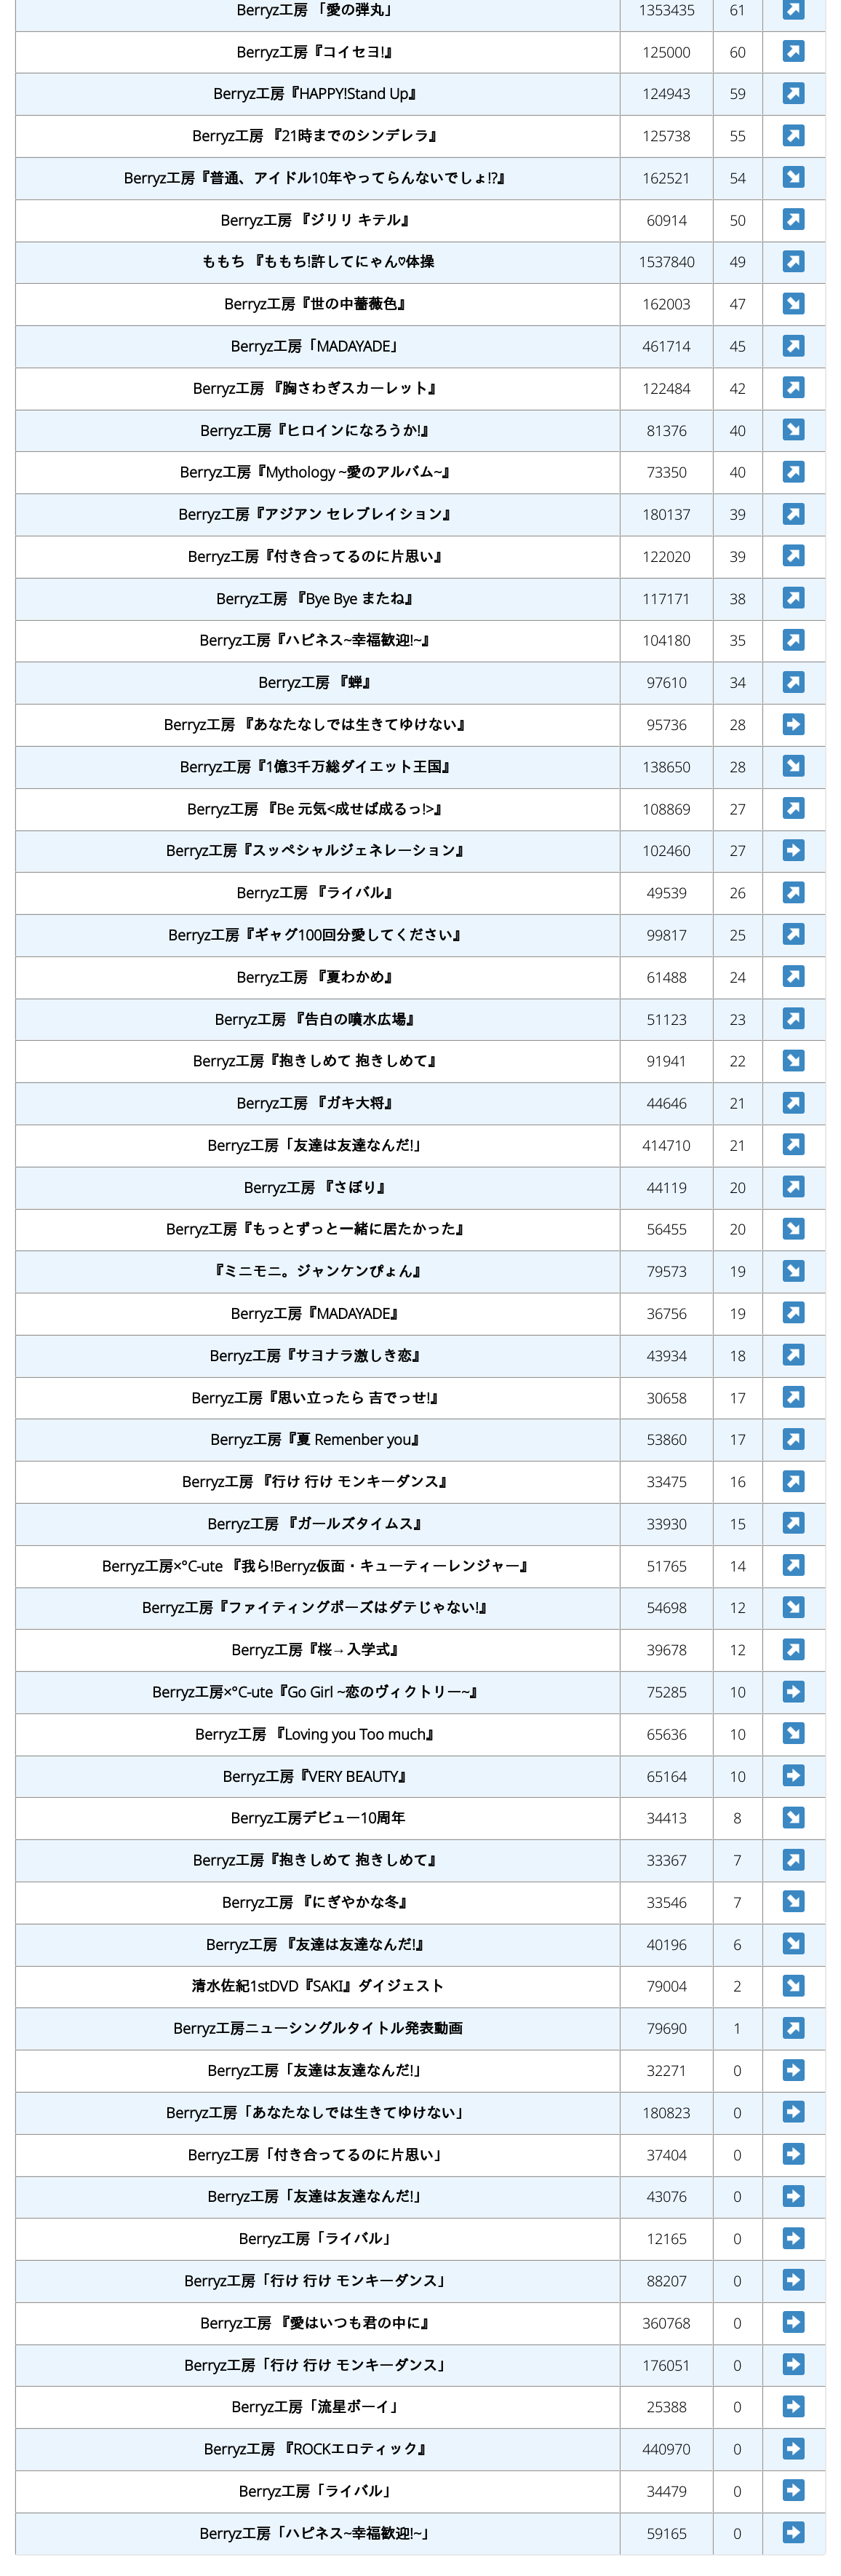 Berryz工房 「愛の弾丸」 1353435 61 ↗
Berryz工房『コイセヨ!』 125000 60 ↗
Berryz工房『HAPPY!Stand Up』 124943 59 ↗
Berryz工房 『21時までのシンデレラ』 125738 55 ↗
Berryz工房『普通、アイドル10年やってらんないでしょ!?』 162521 54 ↘
Berryz工房 『ジリリ キテル』 60914 50 ↗
ももち 『ももち!許してにゃん♡体操 1537840 49 ↗
Berryz工房『世の中薔薇色』 162003 47 ↘
Berryz工房「MADAYADE」 461714 45 ↗
Berryz工房 『胸さわぎスカーレット』 122484 42 ↗
Berryz工房『ヒロインになろうか!』 81376 40 ↘
Berryz工房『Mythology ~愛のアルバム~』 73350 40 ↗
Berryz工房『アジアン セレブレイション』 180137 39 ↗
Berryz工房『付き合ってるのに片思い』 122020 39 ↗
Berryz工房 『Bye Bye またね』 117171 38 ↗
Berryz工房『ハピネス~幸福歓迎!~』 104180 35 ↗
Berryz工房 『蝉』 97610 34 ↗
Berryz工房 『あなたなしでは生きてゆけない』 95736 28 ➡
Berryz工房『1億3千万総ダイエット王国』 138650 28 ↘
Berryz工房 『Be 元気<成せば成るっ!>』 108869 27 ↗
Berryz工房『スッペシャルジェネレーション』 102460 27 ➡
Berryz工房 『ライバル』 49539 26 ↗
Berryz工房『ギャグ100回分愛してください』 99817 25 ↗
Berryz工房 『夏わかめ』 61488 24 ↗
Berryz工房 『告白の噴水広場』 51123 23 ↗
Berryz工房『抱きしめて 抱きしめて』 91941 22 ↘
Berryz工房 『ガキ大将』 44646 21 ↗
Berryz工房「友達は友達なんだ!」 414710 21 ↗
Berryz工房 『さぼり』 44119 20 ↗
Berryz工房『もっとずっと一緒に居たかった』 56455 20 ↘
『ミニモニ。ジャンケンぴょん』 79573 19 ↘
Berryz工房『MADAYADE』 36756 19 ↗
Berryz工房『サヨナラ激しき恋』 43934 18 ↗
Berryz工房『思い立ったら 吉でっせ!』 30658 17 ↗
Berryz工房『夏 Remenber you』 53860 17 ↗
Berryz工房 『行け 行け モンキーダンス』 33475 16 ↗
Berryz工房 『ガールズタイムス』 33930 15 ↗
Berryz工房×°C-ute 『我ら!Berryz仮面・キューティーレンジャー』 51765 14 ↗
Berryz工房『ファイティングポーズはダテじゃない!』 54698 12 ↘
Berryz工房『桜→入学式』 39678 12 ↗
Berryz工房×°C-ute『Go Girl ~恋のヴィクトリー~』 75285 10 ➡
Berryz工房 『Loving you Too much』 65636 10 ↘
Berryz工房『VERY BEAUTY』 65164 10 ➡
Berryz工房デビュー10周年 34413 8 ↘
Berryz工房『抱きしめて 抱きしめて』 33367 7 ↗
Berryz工房 『にぎやかな冬』 33546 7 ↘
Berryz工房 『友達は友達なんだ!』 40196 6 ↘
清水佐紀1stDVD『SAKI』ダイジェスト 79004 2 ↘
Berryz工房ニューシングルタイトル発表動画 79690 1 ↗
Berryz工房「友達は友達なんだ!」 32271 0 ➡
Berryz工房「あなたなしでは生きてゆけない」 180823 0 ➡
Berryz工房「付き合ってるのに片思い」 37404 0 ➡
Berryz工房「友達は友達なんだ!」 43076 0 ➡
Berryz工房「ライバル」 12165 0 ➡
Berryz工房「行け 行け モンキーダンス」 88207 0 ➡
Berryz工房 『愛はいつも君の中に』 360768 0 ➡
Berryz工房「行け 行け モンキーダンス」 176051 0 ➡
Berryz工房「流星ボーイ」 25388 0 ➡
Berryz工房 『ROCKエロティック』 440970 0 ➡
Berryz工房「ライバル」 34479 0 ➡
Berryz工房「ハピネス~幸福歓迎!~」 59165 0 ➡